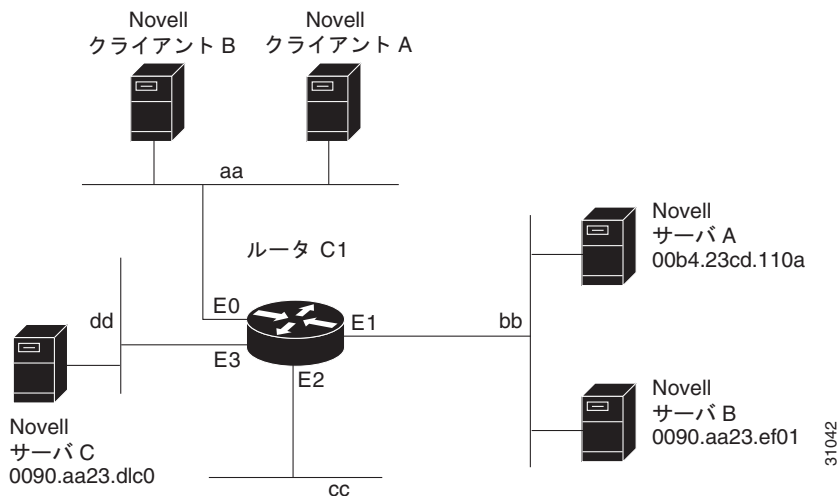 Novell
クライアント B
Novell
クライアント A
aa
ルータ C1
Novell
サーバ A
00b4.23cd.110a
dd
E0
E1
bb
E3
E2
Novell
サーバ C
0090.aa23.dlc0
Novell
サーバ B
0090.aa23.ef01
cc
31042